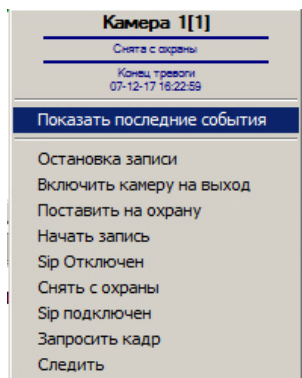 Камера 1[1]
Снята с охраны
Конец тревоги
07-12-17 16:22:59
Показать последние события
Остановка записи
Включить камеру на выход
Поставить на охрану
Начать запись
Sip Отключен
Снять с охраны
Sip подключен
Запросить кадр
Следить